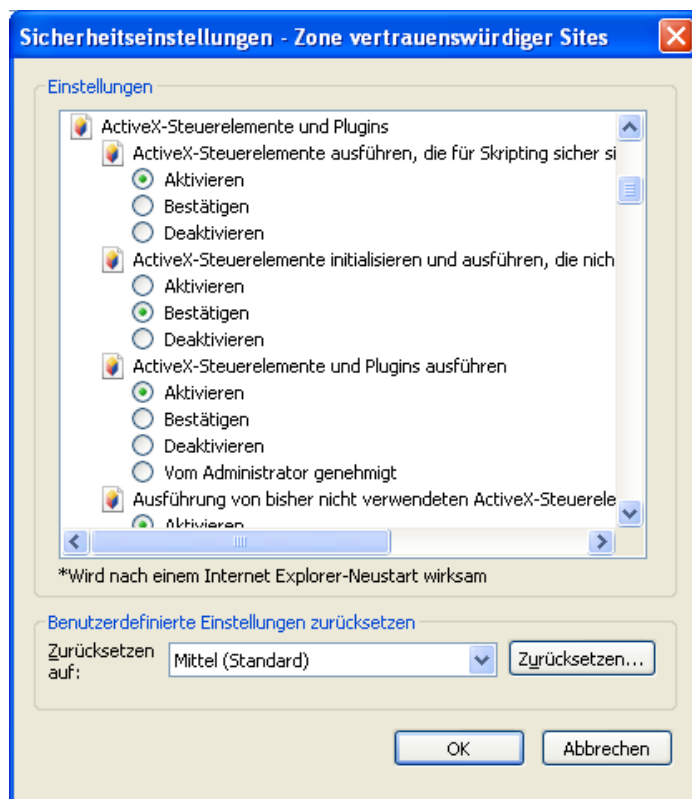 Sicherheitseinstellungen - Zone vertrauenswürdiger Sites
Einstellungen
ActiveX-Steuerelemente und Plugins
ActiveX-Steuerelemente ausführen, die für Skripting sicher si
Aktivieren
Bestätigen
Deaktivieren
ActiveX-Steuerelemente initialisieren und ausführen, die nich
Aktivieren
Bestätigen
Deaktivieren
ActiveX-Steuerelemente und Plugins ausführen
Aktivieren
Bestätigen
Deaktivieren
Vom Administrator genehmigt
Ausführung von bisher nicht verwendeten ActiveX-Steuerele
Aktivieren
*Wird nach einem Internet Explorer-Neustart wirksam
Benutzerdefinierte Einstellungen zurücksetzen
Zurücksetzen
auf:
Mittel (Standard)
Zurücksetzen...
OK
Abbrechen